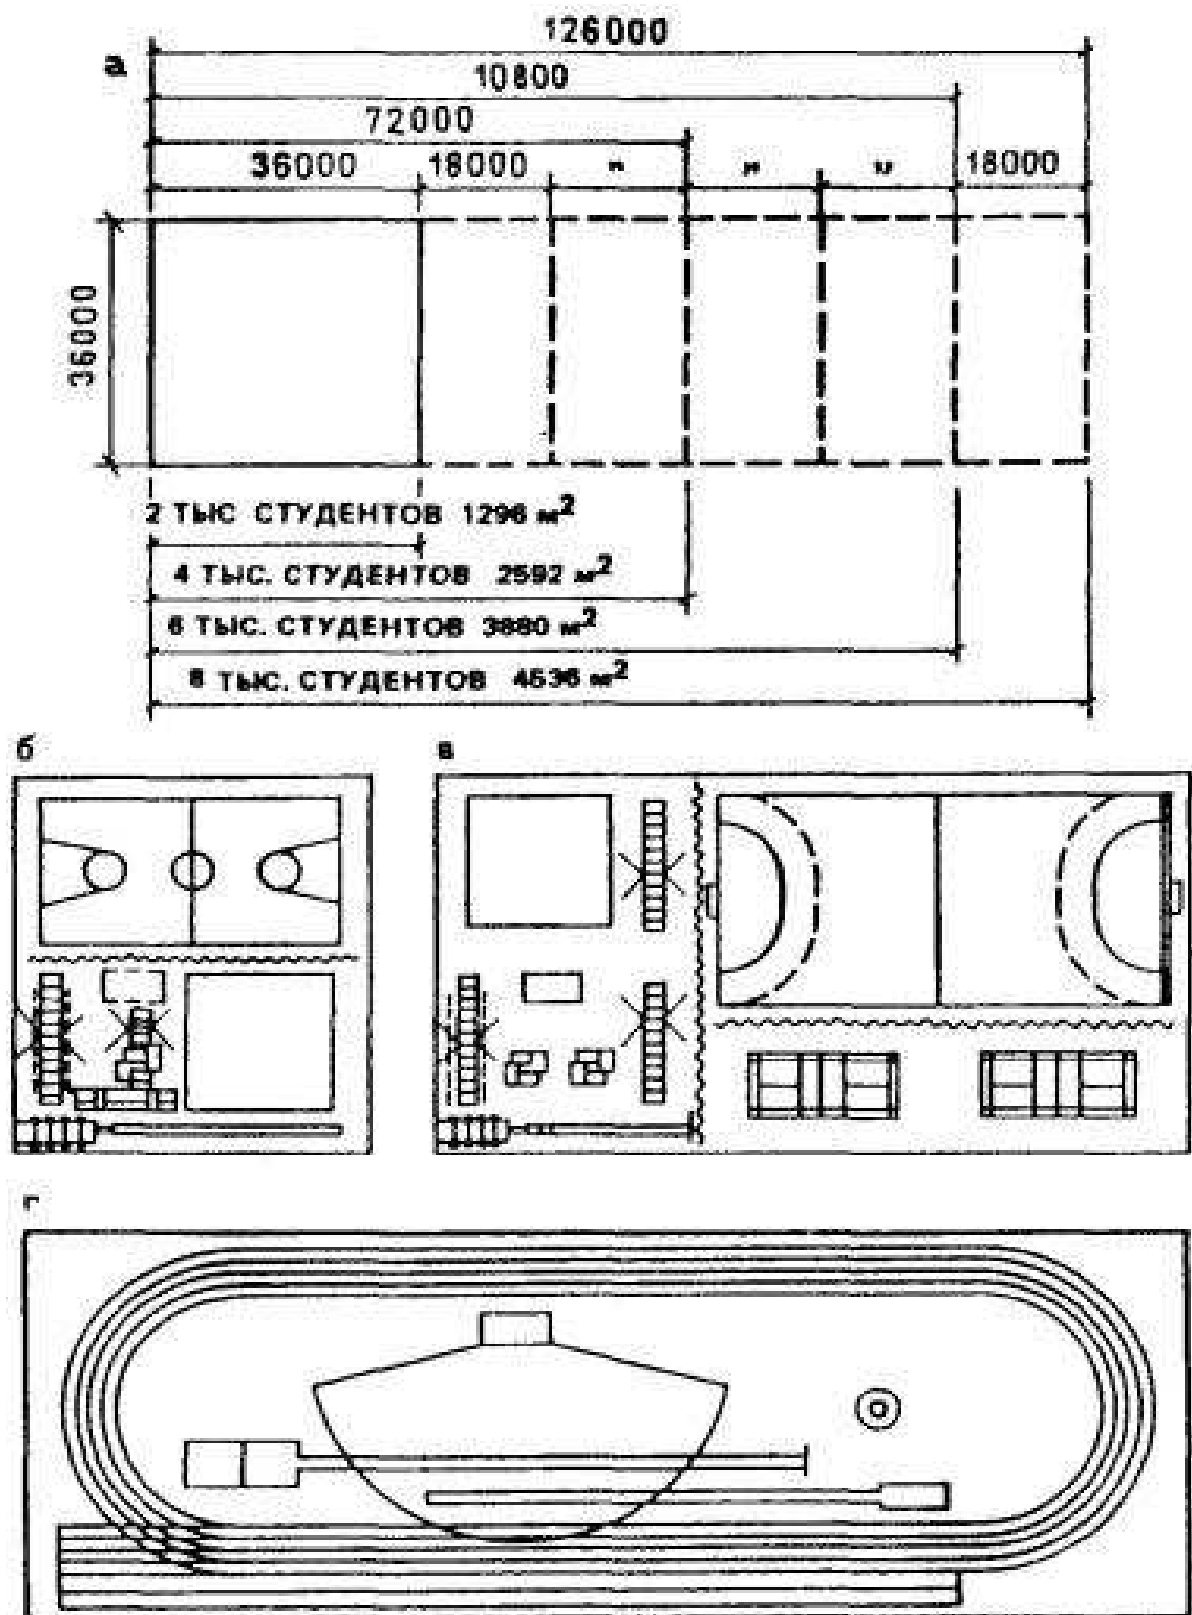 126000
а
10800
72000
36000 18000 " " " 18000
36000
2 ТЫС СТУДЕНТОВ 1296 м²
4 ТЫС. СТУДЕНТОВ 2592 м²
6 ТЫС. СТУДЕНТОВ 3880 м²
8 ТЫС. СТУДЕНТОВ 4536 м²
б в
г